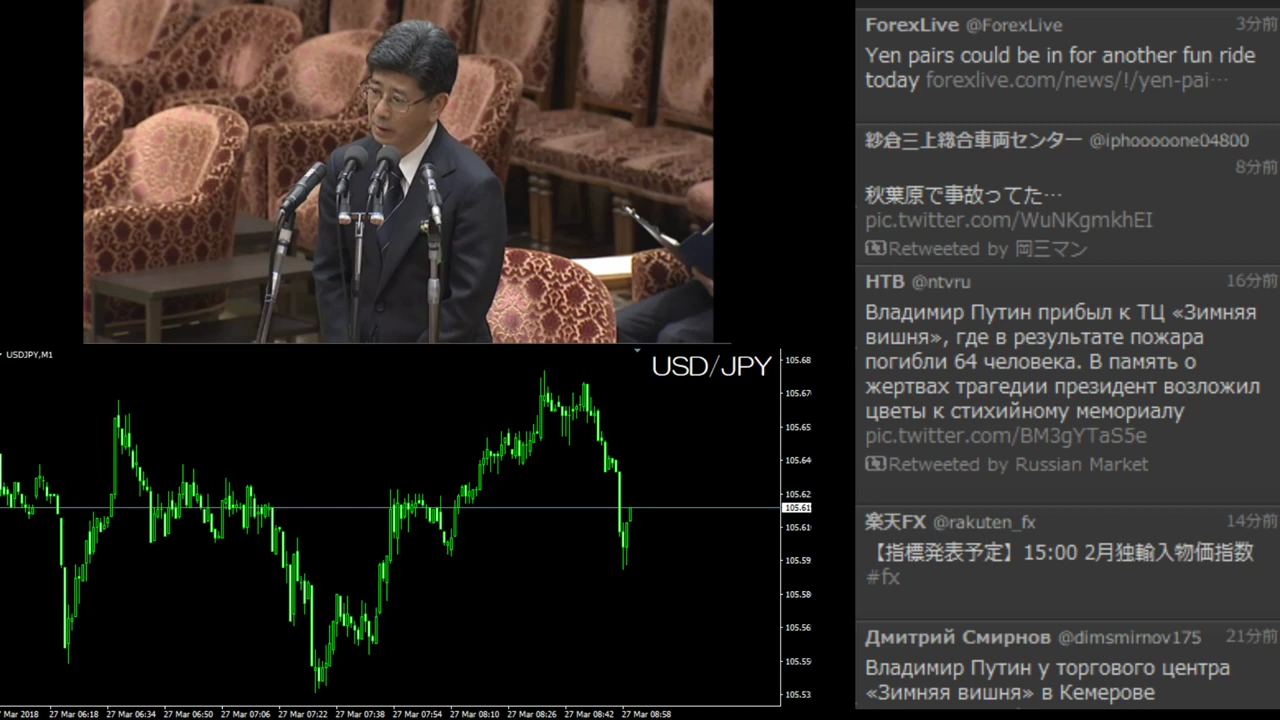 USDJPY,M1
USD/JPY
105.68
105.67
105.65
105.64
105.62
105.61
105.61
105.59
105.58
105.56
105.55
105.53
Mar 2018
27 Mar 06:18
27 Mar 06:34
27 Mar 06:50
27 Mar 07:06
27 Mar 07:22
27 Mar 07:38
27 Mar 07:54
27 Mar 08:10
27 Mar 08:26
27 Mar 08:42
27 Mar 08:58
ForexLive @ForexLive 3分前
Yen pairs could be in for another fun ride
today forexlive.com/news/!/yen-pai…
紗倉三上総合車両センター @iphooooone04800
8分前
秋葉原で事故ってた…
pic.twitter.com/WuNKgmkhEI
Retweeted by 岡三マン
НТВ @ntvru 16分前
Владимир Путин прибыл к ТЦ «Зимняя
вишня», где в результате пожара
погибли 64 человека. В память о
жертвах трагедии президент возложил
цветы к стихийному мемориалу
pic.twitter.com/BM3gYTaS5e
Retweeted by Russian Market
楽天FX @rakuten_fx 14分前
【指標発表予定】15:00 2月独輸入物価指数
#fx
Дмитрий Смирнов @dimsmirnov175 21分前
Владимир Путин у торгового центра
«Зимняя вишня» в Кемерове